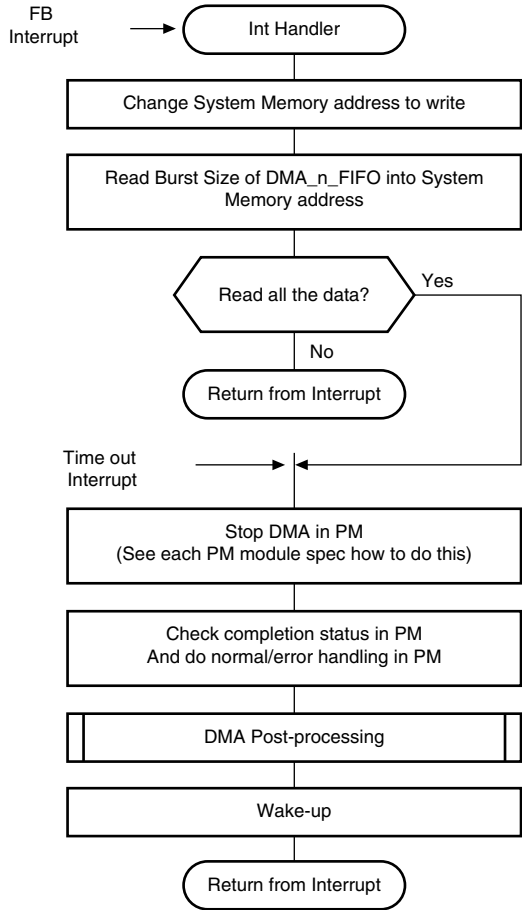 FB
Interrupt
Int Handler
Change System Memory address to write
Read Burst Size of DMA_n_FIFO into System
Memory address
Read all the data?
Yes
No
Return from Interrupt
Time out
Interrupt
Stop DMA in PM
(See each PM module spec how to do this)
Check completion status in PM
And do normal/error handling in PM
DMA Post-processing
Wake-up
Return from Interrupt